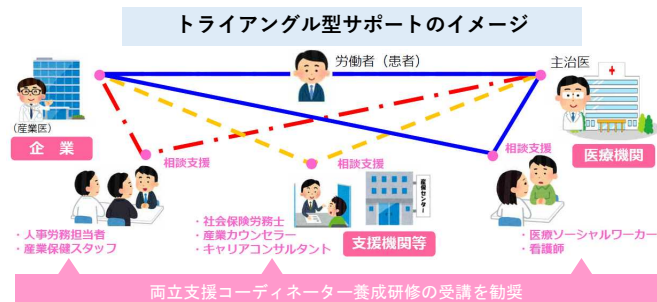 トライアングル型サポートのイメージ
労働者（患者）
主治医
（産業医）
企業
医療機関
相談支援
相談支援
相談支援
産保センター
・人事労務担当者
・産業保健スタッフ
・社会保険労務士
・産業カウンセラー
・キャリアコンサルタント
支援機関等
・医療ソーシャルワーカー
・看護師
両立支援コーディネーター養成研修の受講を勧奨